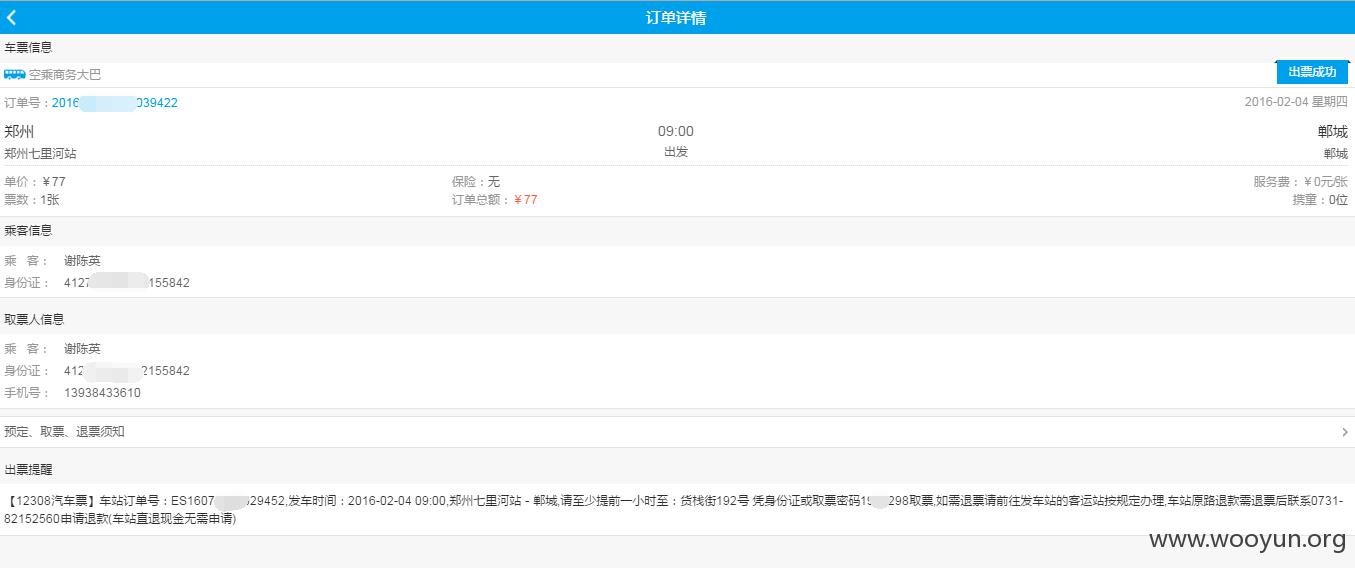 订单详情
车票信息
空乘商务大巴
出票成功
订单号：2016 039422
2016-02-04 星期四
郑州 09:00 郸城
郑州七里河站 出发 郸城
单价：￥77 保险：无 服务费：￥0元/张
票数：1张 订单总额：￥77 携童：0位
乘客信息
乘 客： 谢陈英
身份证： 4127 155842
取票人信息
乘 客： 谢陈英
身份证： 412 2155842
手机号： 13938433610
预定、取票、退票须知
出票提醒
【12308汽车票】车站订单号：ES1607 29452,发车时间：2016-02-04 09:00,郑州七里河站 - 郸城,请至少提前一小时至：货栈街192号 凭身份证或取票密码19 298取票,如需退票请前往发车站的客运站按规定办理,车站原路退款需退票后联系0731-
82152560申请退款(车站直退现金无需申请)
www.wooyun.org